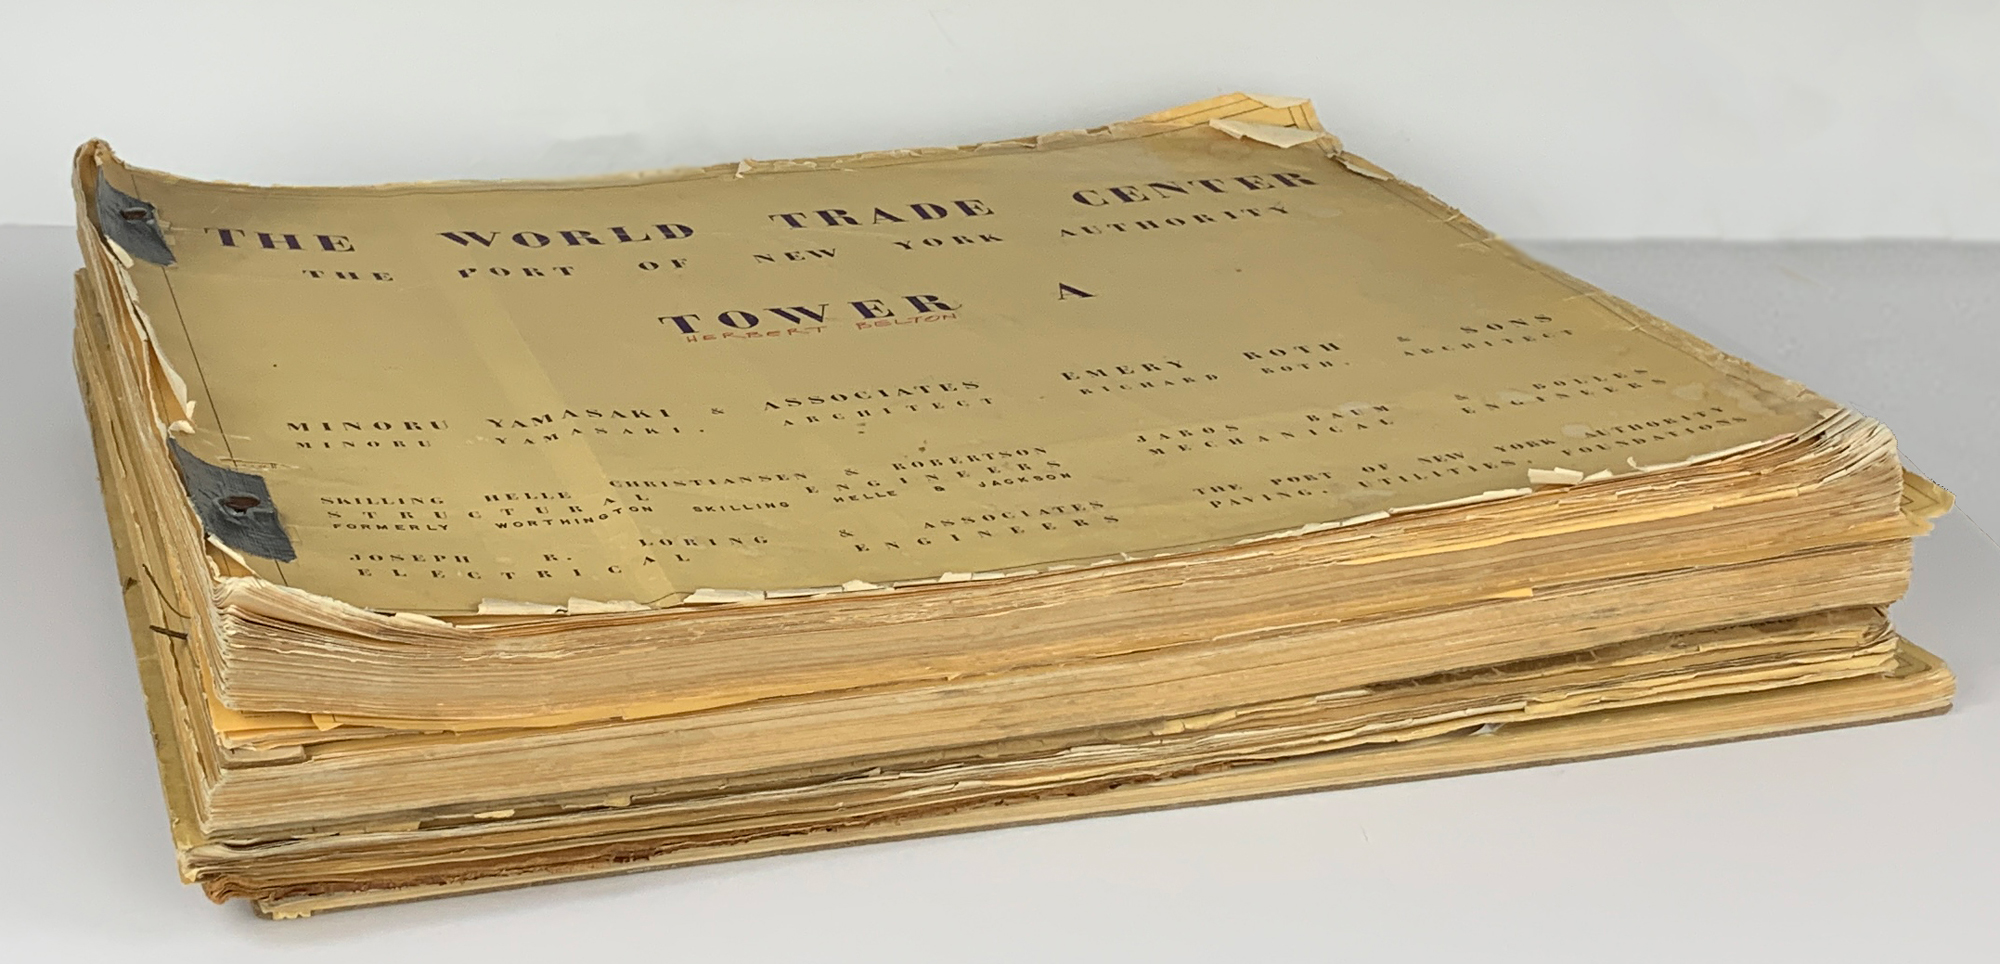 THE WORLD TRADE CENTER
THE PORT OF NEW YORK AUTHORITY
TOWER A
HERBERT BELTON
MINORU YAMASAKI & ASSOCIATES
MINORU YAMASAKI, ARCHITECT
EMERY ROTH & SONS
RICHARD ROTH, ARCHITECT
SKILLING HELLE CHRISTIANSEN & ROBERTSON
STRUCTURAL ENGINEERS
FORMERLY WORTHINGTON SKILLING HELLE & JACKSON
JAROS BAUM & BOLLES
MECHANICAL ENGINEERS
JOSEPH R. LORING & ASSOCIATES
ELECTRICAL ENGINEERS
THE PORT OF NEW YORK AUTHORITY
PAVING, UTILITIES, FOUNDATIONS